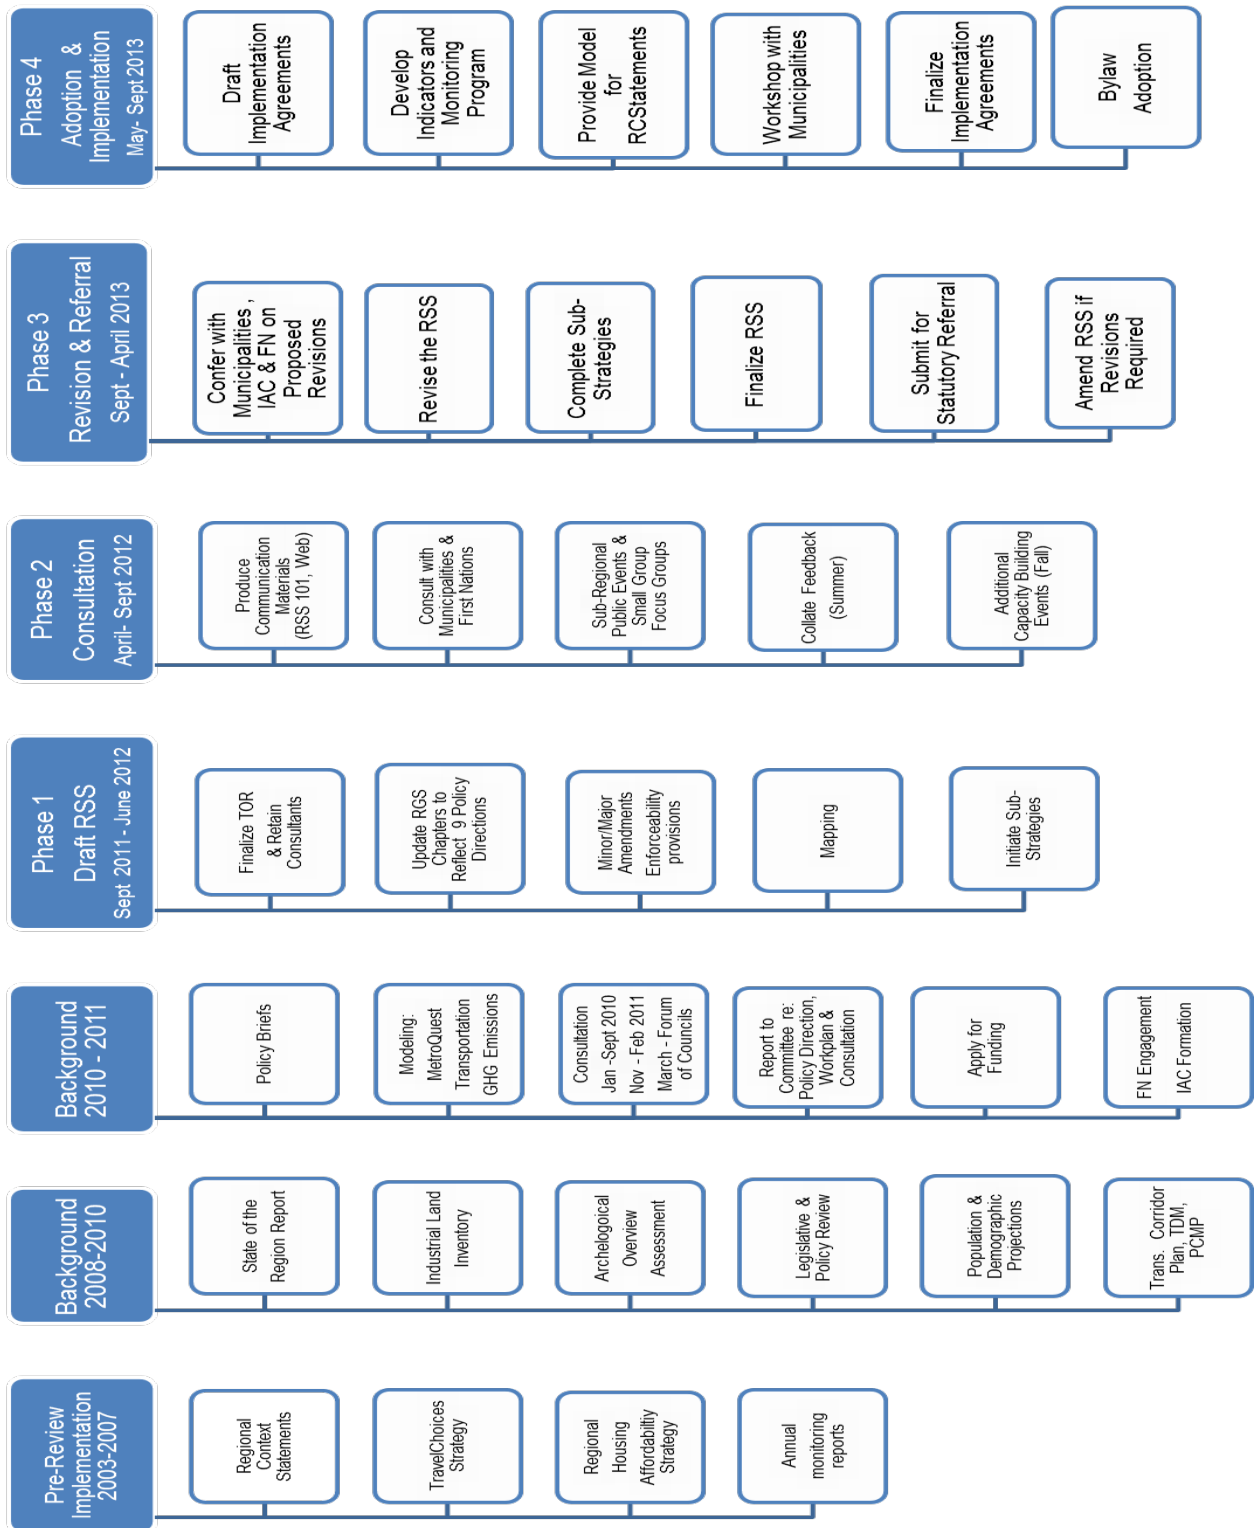 Pre-Review
Implementation
2003-2007
Regional
Context
Statements
TravelChoices
Strategy
Regional
Housing
Affordabiltiy
Strategy
Annual
monitoring
reports
Background
2008-2010
State of the
Region Report
Industrial Land
Inventory
Archelogoical
Overview
Assessment
Legislative &
Policy Review
Population &
Demographic
Projections
Trans. Corridor
Plan, TDM,
PCMP
Background
2010 - 2011
Policy Briefs
Modeling:
MetroQuest
Transportation
GHG Emissions
Consultation
Jan -Sept 2010
Nov - Feb 2011
March - Forum
of Councils
Report to
Committee re:
Policy Direction,
Workplan &
Consultation
Apply for
Funding
FN Engagement
IAC Formation
Phase 1
Draft RSS
Sept 2011- June 2012
Finalize TOR
& Retain
Consultants
Update RGS
Chapters to
Reflect 9 Policy
Directions
Minor/Major
Amendments
Enforceability
provisions
Mapping
Initiate Sub-
Strategies
Phase 2
Consultation
April- Sept 2012
Produce
Communication
Materials
(RSS 101, Web)
Consult with
Municipalities &
First Nations
Sub-Regional
Public Events &
Small Group
Focus Groups
Collate Feedback
(Summer)
Additional
Capacity Building
Events (Fall)
Phase 3
Revision & Referral
Sept - April 2013
Confer with
Municipalities ,
IAC & FN on
Proposed
Revisions
Revise the RSS
Complete Sub-
Strategies
Finalize RSS
Submit for
Statutory Referral
Amend RSS if
Revisions
Required
Phase 4
Adoption &
Implementation
May- Sept 2013
Draft
Implementation
Agreements
Develop
Indicators and
Monitoring
Program
Provide Model
for
RCStatements
Workshop with
Municipalities
Finalize
Implementation
Agreements
Bylaw
Adoption